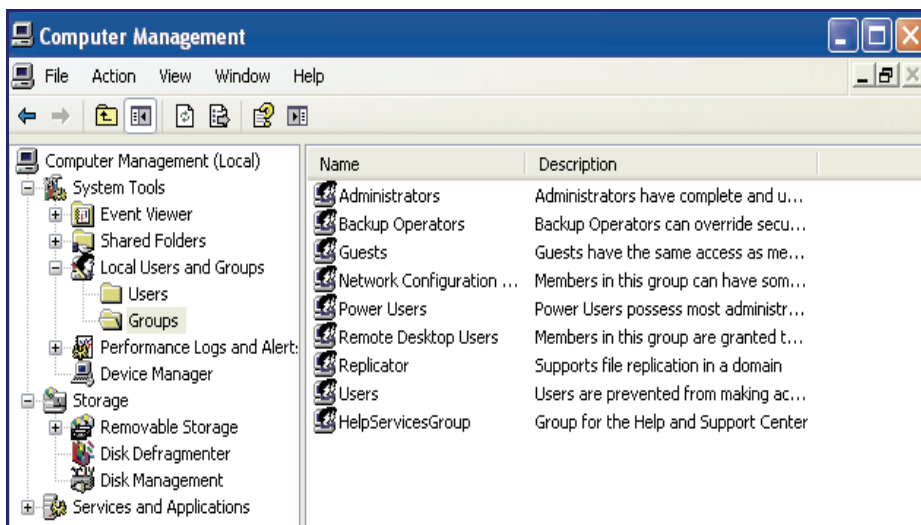 Computer Management
File Action View Window Help
Computer Management (Local)
System Tools
Event Viewer
Shared Folders
Local Users and Groups
Users
Groups
Performance Logs and Alert:
Device Manager
Storage
Removable Storage
Disk Defragmenter
Disk Management
Services and Applications
Name Description
Administrators Administrators have complete and u...
Backup Operators Backup Operators can override secu...
Guests Guests have the same access as me...
Network Configuration ... Members in this group can have som...
Power Users Power Users possess most administr...
Remote Desktop Users Members in this group are granted t...
Replicator Supports file replication in a domain
Users Users are prevented from making ac...
HelpServicesGroup Group for the Help and Support Center